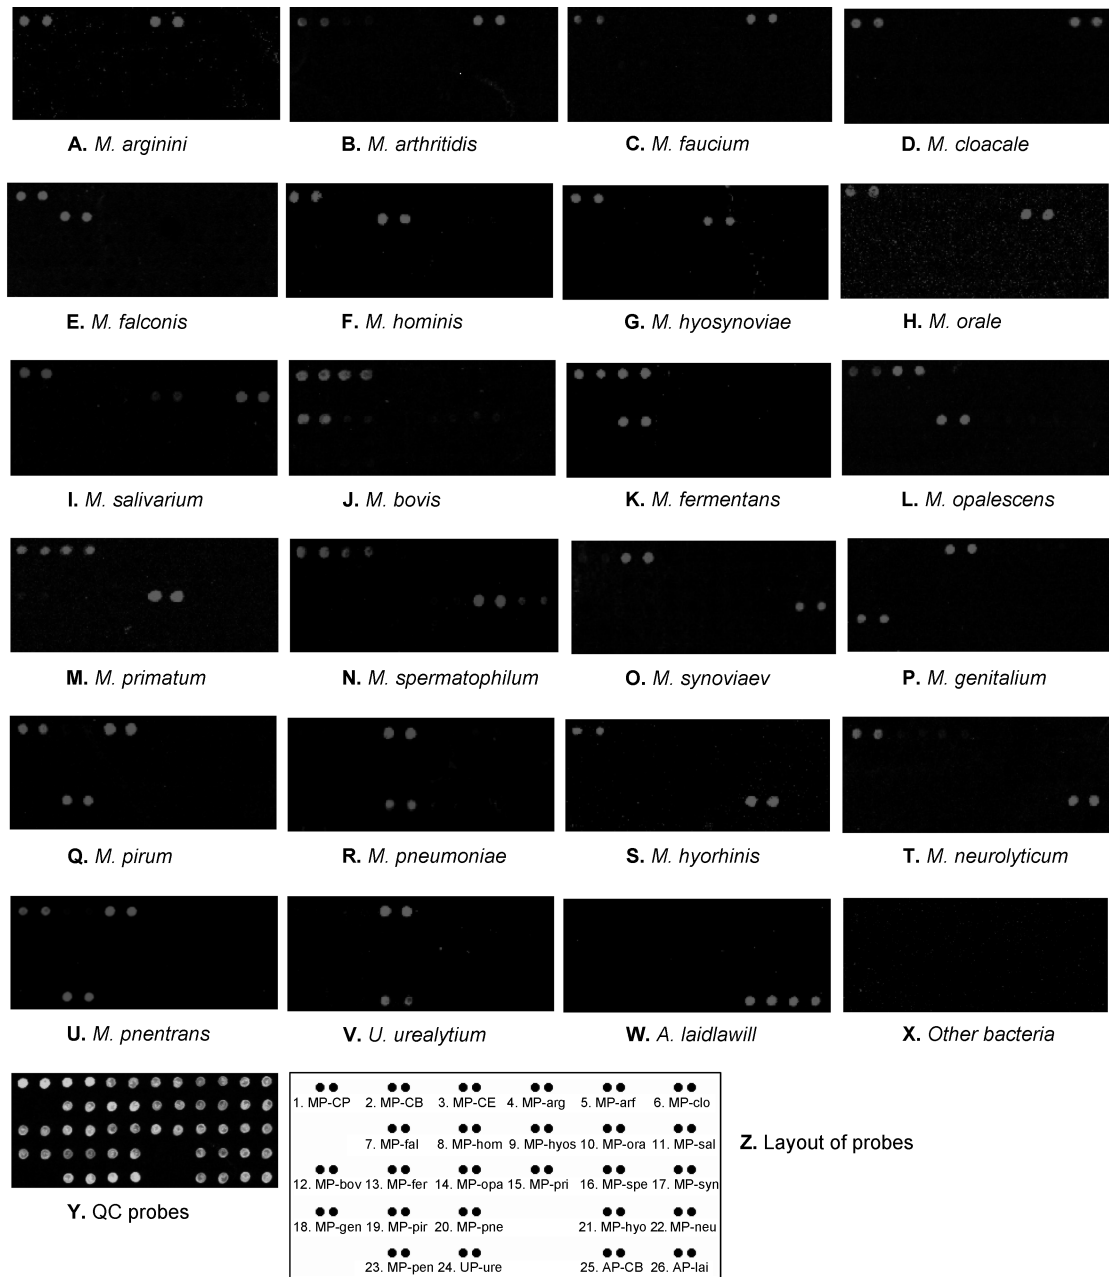 A. M. arginini
B. M. arthritidis
C. M. faucium
D. M. cloacale
E. M. falconis
F. M. hominis
G. M. hyosynoviae
H. M. orale
I. M. salivarium
J. M. bovis
K. M. fermentans
L. M. opalescens
M. M. primatum
N. M. spermatophilum
O. M. synoviaev
P. M. genitalium
Q. M. pirum
R. M. pneumoniae
S. M. hyorhinis
T. M. neurolyticum
U. M. pnentrans
V. U. urealytium
W. A. laidlawill
X. Other bacteria
1. MP-CP 2. MP-CB 3. MP-CE 4. MP-arg 5. MP-arf 6. MP-clo
7. MP-fal 8. MP-hom 9. MP-hyos 10. MP-ora 11. MP-sal
12. MP-bov 13. MP-fer 14. MP-opa 15. MP-pri 16. MP-spe 17. MP-syn
18. MP-gen 19. MP-pir 20. MP-pne 21. MP-hyo 22. MP-neu
23. MP-pen 24. UP-ure 25. AP-CB 26. AP-lai
Y. QC probes
Z. Layout of probes